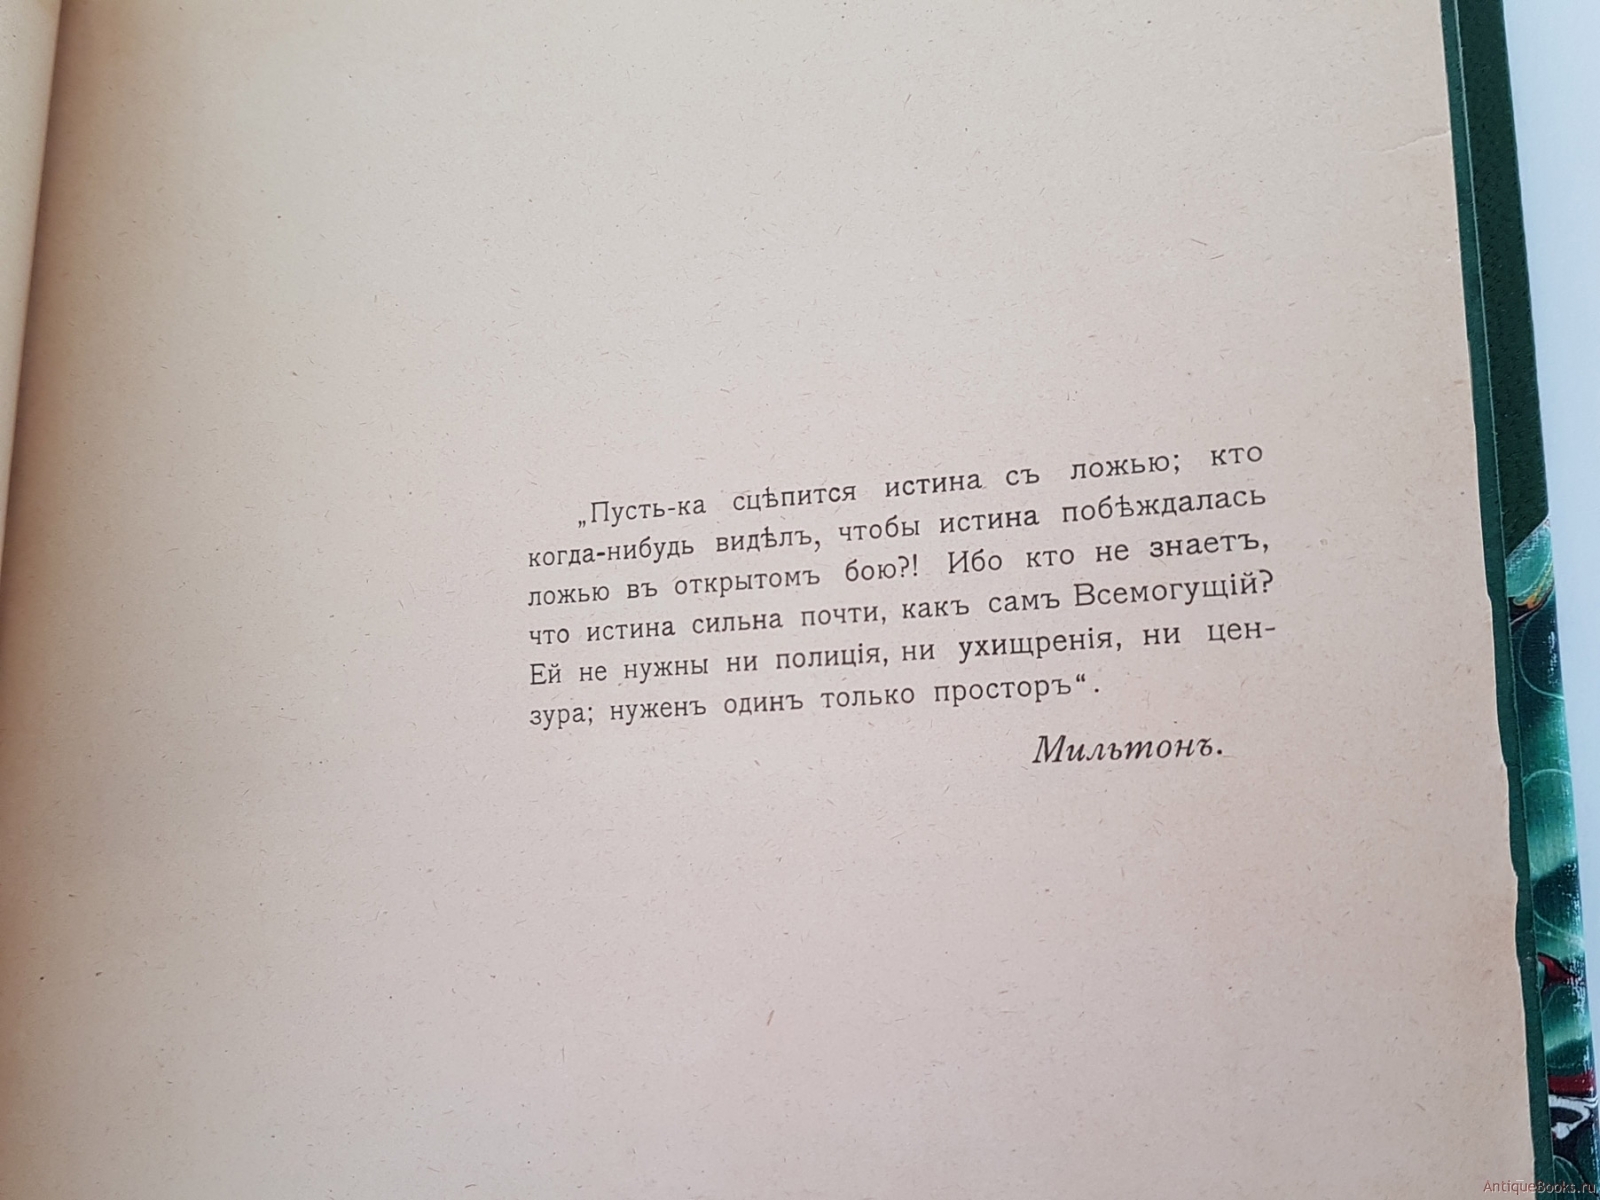 „Пусть-ка сцѣпится истина съ ложью; кто
когда-нибудь видѣлъ, чтобы истина побѣждалась
ложью въ открытомъ бою?! Ибо кто не знаетъ,
что истина сильна почти, какъ самъ Всемогущій?
Ей не нужны ни полиція, ни ухищренія, ни цен-
зура; нуженъ одинъ только просторъ“.
Мильтонъ.
AntiqueBooks.ru